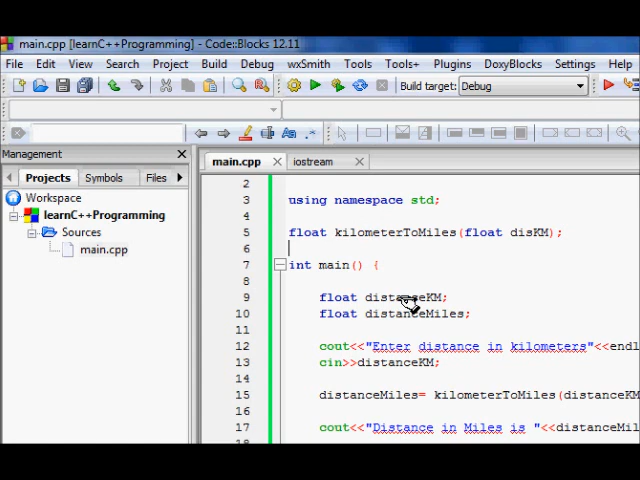 main.cpp [learnC++Programming] - Code::Blocks 12.11
File Edit View Search Project Build Debug wxSmith Tools Tools+ Plugins DoxyBlocks Settings Help
Build target: Debug
Management
Projects Symbols Files
Workspace
learnC++Programming
Sources
main.cpp
main.cpp iostream
2
3 using namespace std;
4
5 float kilometerToMiles(float disKM);
6
7 int main() {
8
9 float distanceKM;
10 float distanceMiles;
11
12 cout<<"Enter distance in kilometers"<<endl
13 cin>>distanceKM;
14
15 distanceMiles= kilometerToMiles(distanceKM
16
17 cout<<"Distance in Miles is "<<distanceMil